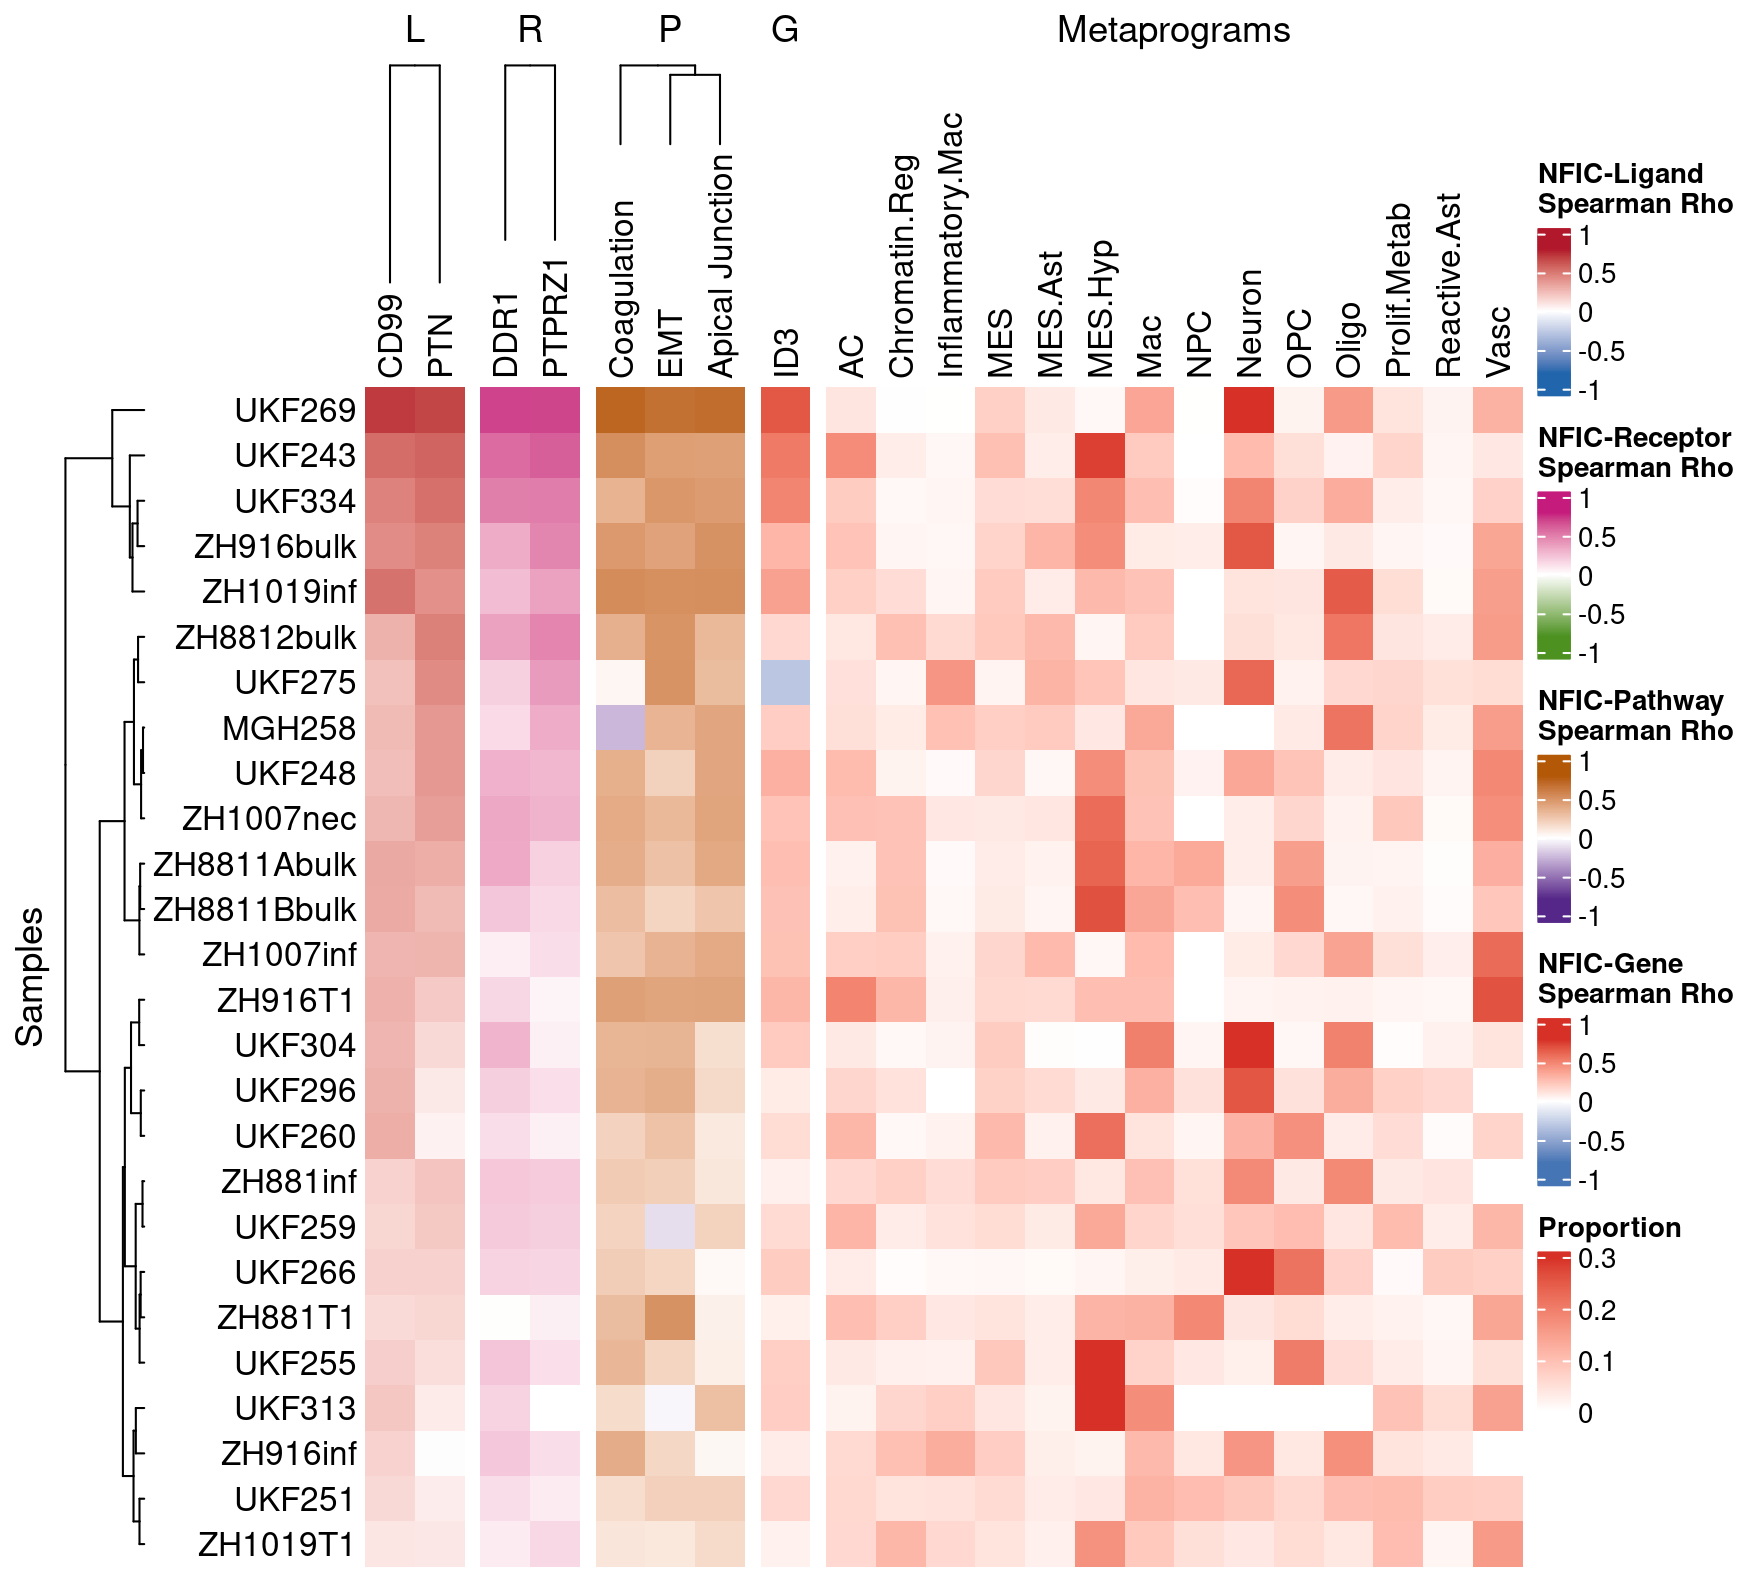 L R P G Metaprograms
CD99
PTN
DDR1
PTPRZ1
Coagulation
EMT
Apical Junction
ID3
AC
Chromatin.Reg
Inflammatory.Mac
MES
MES.Ast
MES.Hyp
Mac
NPC
Neuron
OPC
Oligo
Prolif.Metab
Reactive.Ast
Vasc
Samples
UKF269
UKF243
UKF334
ZH916bulk
ZH1019inf
ZH8812bulk
UKF275
MGH258
UKF248
ZH1007nec
ZH8811Abulk
ZH8811Bbulk
ZH1007inf
ZH916T1
UKF304
UKF296
UKF260
ZH881inf
UKF259
UKF266
ZH881T1
UKF255
UKF313
ZH916inf
UKF251
ZH1019T1
NFIC-Ligand
Spearman Rho
1
0.5
0
-0.5
-1
NFIC-Receptor
Spearman Rho
1
0.5
0
-0.5
-1
NFIC-Pathway
Spearman Rho
1
0.5
0
-0.5
-1
NFIC-Gene
Spearman Rho
1
0.5
0
-0.5
-1
Proportion
0.3
0.2
0.1
0